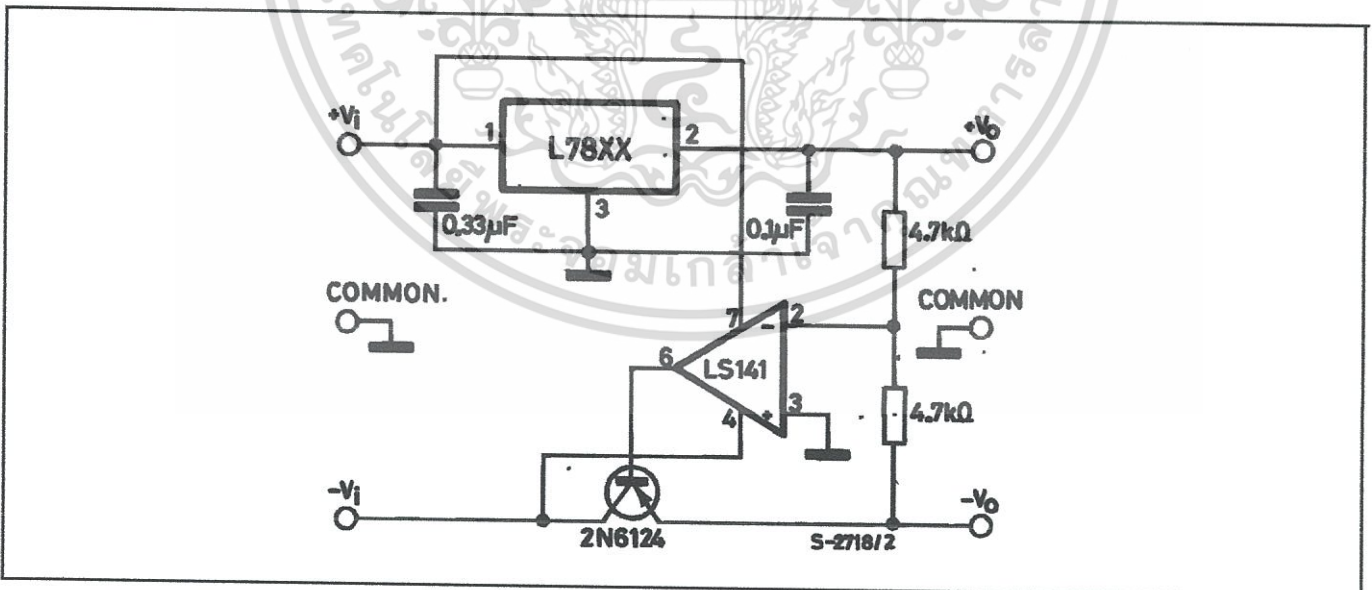 +Vi
1
L78XX
2
+Vo
3
0.33µF
0.1µF
4.7kΩ
COMMON.
COMMON
7
-
2
6
LS141
4
+
3
4.7kΩ
-Vi
2N6124
-Vo
S-2718/2